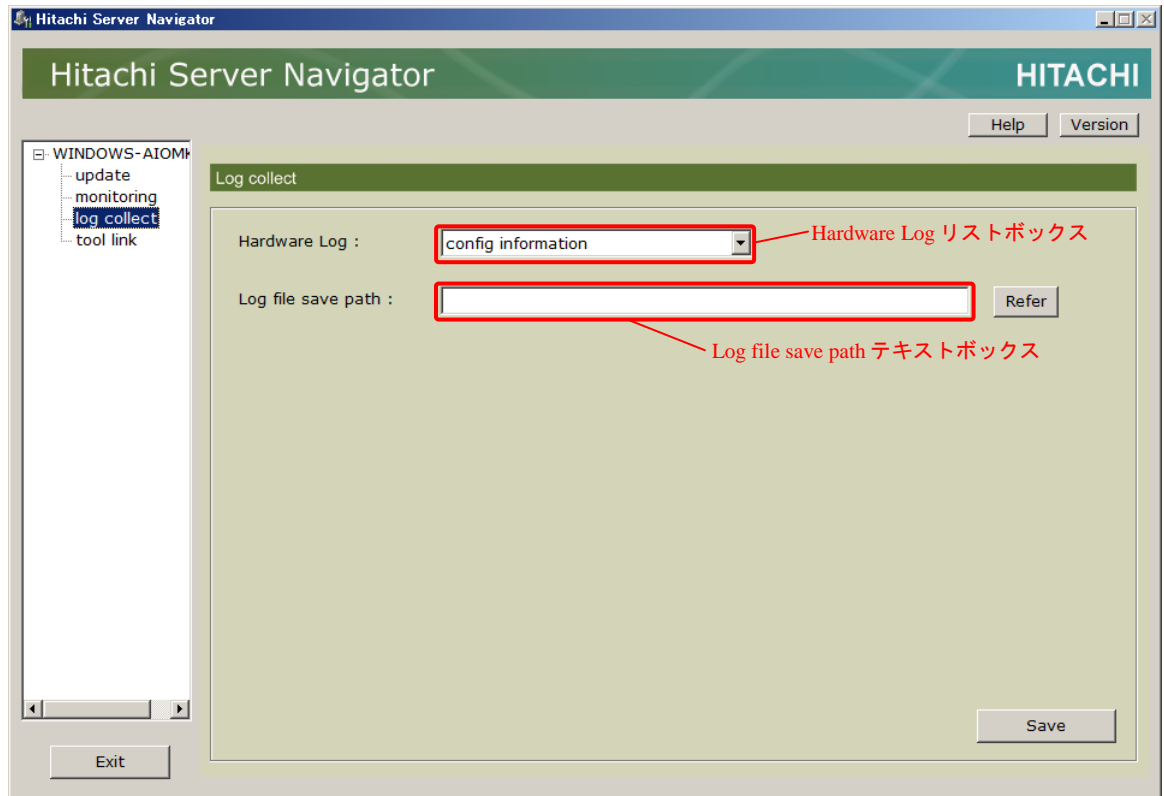 Hitachi Server Navigator
Hitachi Server Navigator
HITACHI
Help
Version
WINDOWS-AIOMK
update
monitoring
log collect
tool link
Log collect
Hardware Log :
config information
Hardware Log リストボックス
Log file save path :
Refer
Log file save path テキストボックス
Save
Exit